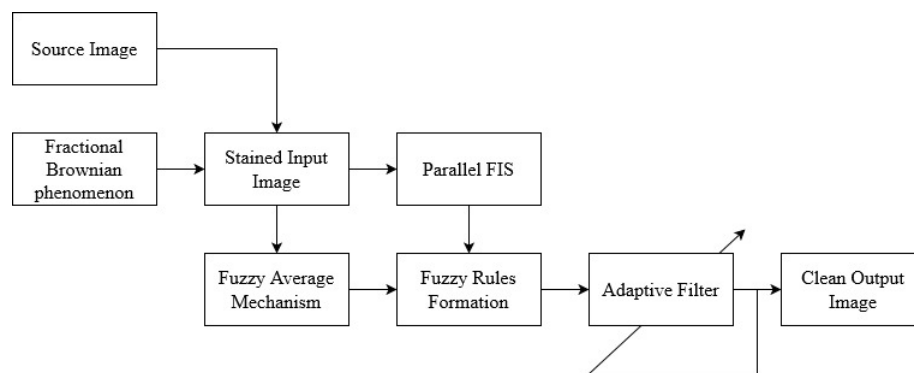 Source Image
Fractional
Brownian
phenomenon
Stained Input
Image
Parallel FIS
Fuzzy Average
Mechanism
Fuzzy Rules
Formation
Adaptive Filter
Clean Output
Image